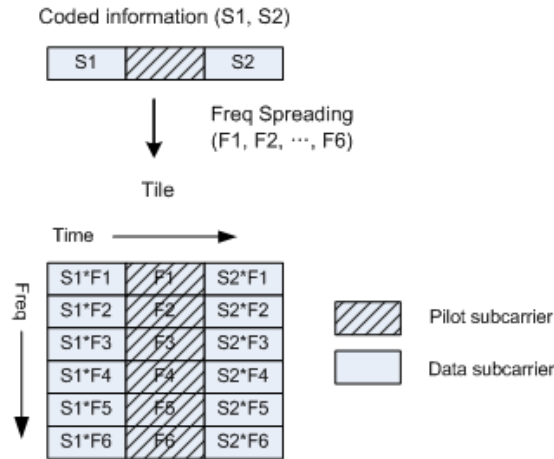 Coded information (S1, S2)
S1 S2
Freq Spreading
(F1, F2, ···, F6)
Tile
Time
Freq
S1*F1 F1 S2*F1
S1*F2 F2 S2*F2
S1*F3 F3 S2*F3
S1*F4 F4 S2*F4
S1*F5 F5 S2*F5
S1*F6 F6 S2*F6
Pilot subcarrier
Data subcarrier